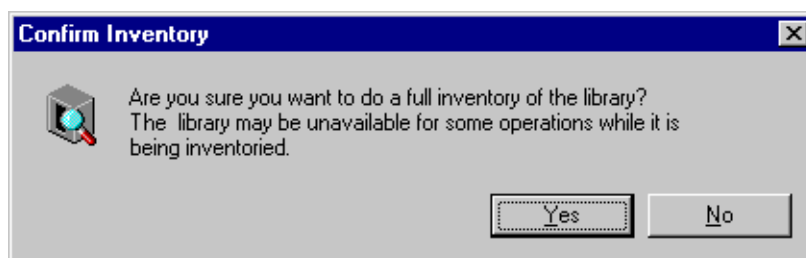 Confirm Inventory
Are you sure you want to do a full inventory of the library?
The  library may be unavailable for some operations while it is
being inventoried.
Yes
No